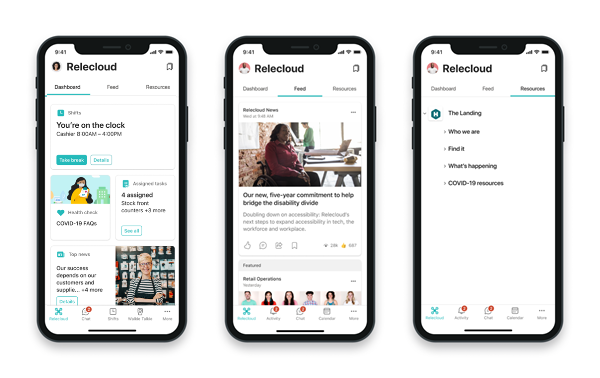 9:41
Relecloud
Dashboard Feed Resources
Shifts
You're on the clock
Cashier 8:00AM – 4:00PM
Take break Details
Health check
COVID-19 FAQs
Assigned tasks
4 assigned
Stock front
counters +3 more
See all
Top news
Our success
depends on our
customers and
supplie... +4 more
Details
2
Relecloud Chat Shifts Walkie Talkie More
9:41
Relecloud
Dashboard Feed Resources
Relecloud News
Wed at 9:48 AM
Our new, five-year commitment to help
bridge the disability divide
Doubling down on accessibility: Relecloud's
next steps to expand accessibility in tech, the
workforce and workplace.
Featured
Retail Operations
Yesterday
2 2
Relecloud Activity Chat Calendar More
9:41
Relecloud
Dashboard Feed Resources
The Landing
Who we are
Find it
What's happening
COVID-19 resources
2 2
Relecloud Activity Chat Calendar More